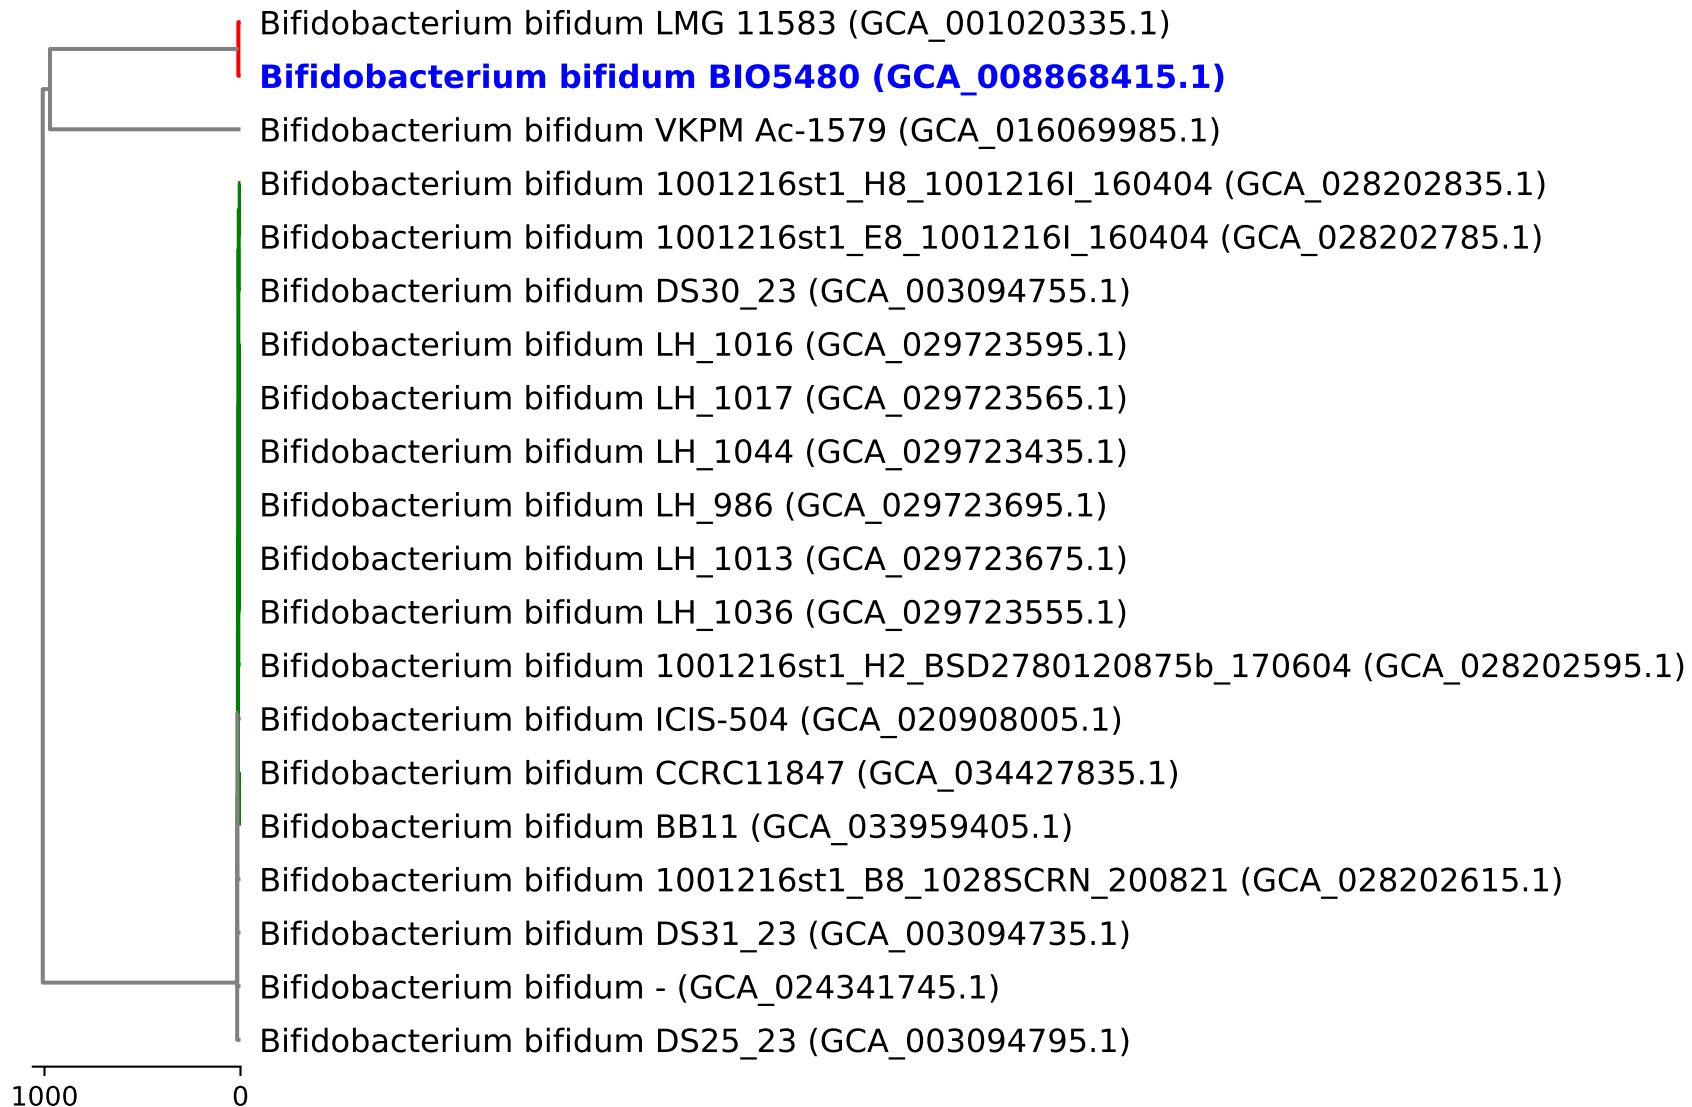 Bifidobacterium bifidum LMG 11583 (GCA_001020335.1)
Bifidobacterium bifidum BIO5480 (GCA_008868415.1)
Bifidobacterium bifidum VKPM Ac-1579 (GCA_016069985.1)
Bifidobacterium bifidum 1001216st1_H8_1001216I_160404 (GCA_028202835.1)
Bifidobacterium bifidum 1001216st1_E8_1001216I_160404 (GCA_028202785.1)
Bifidobacterium bifidum DS30_23 (GCA_003094755.1)
Bifidobacterium bifidum LH_1016 (GCA_029723595.1)
Bifidobacterium bifidum LH_1017 (GCA_029723565.1)
Bifidobacterium bifidum LH_1044 (GCA_029723435.1)
Bifidobacterium bifidum LH_986 (GCA_029723695.1)
Bifidobacterium bifidum LH_1013 (GCA_029723675.1)
Bifidobacterium bifidum LH_1036 (GCA_029723555.1)
Bifidobacterium bifidum 1001216st1_H2_BSD2780120875b_170604 (GCA_028202595.1)
Bifidobacterium bifidum ICIS-504 (GCA_020908005.1)
Bifidobacterium bifidum CCRC11847 (GCA_034427835.1)
Bifidobacterium bifidum BB11 (GCA_033959405.1)
Bifidobacterium bifidum 1001216st1_B8_1028SCRN_200821 (GCA_028202615.1)
Bifidobacterium bifidum DS31_23 (GCA_003094735.1)
Bifidobacterium bifidum - (GCA_024341745.1)
Bifidobacterium bifidum DS25_23 (GCA_003094795.1)
1000 0